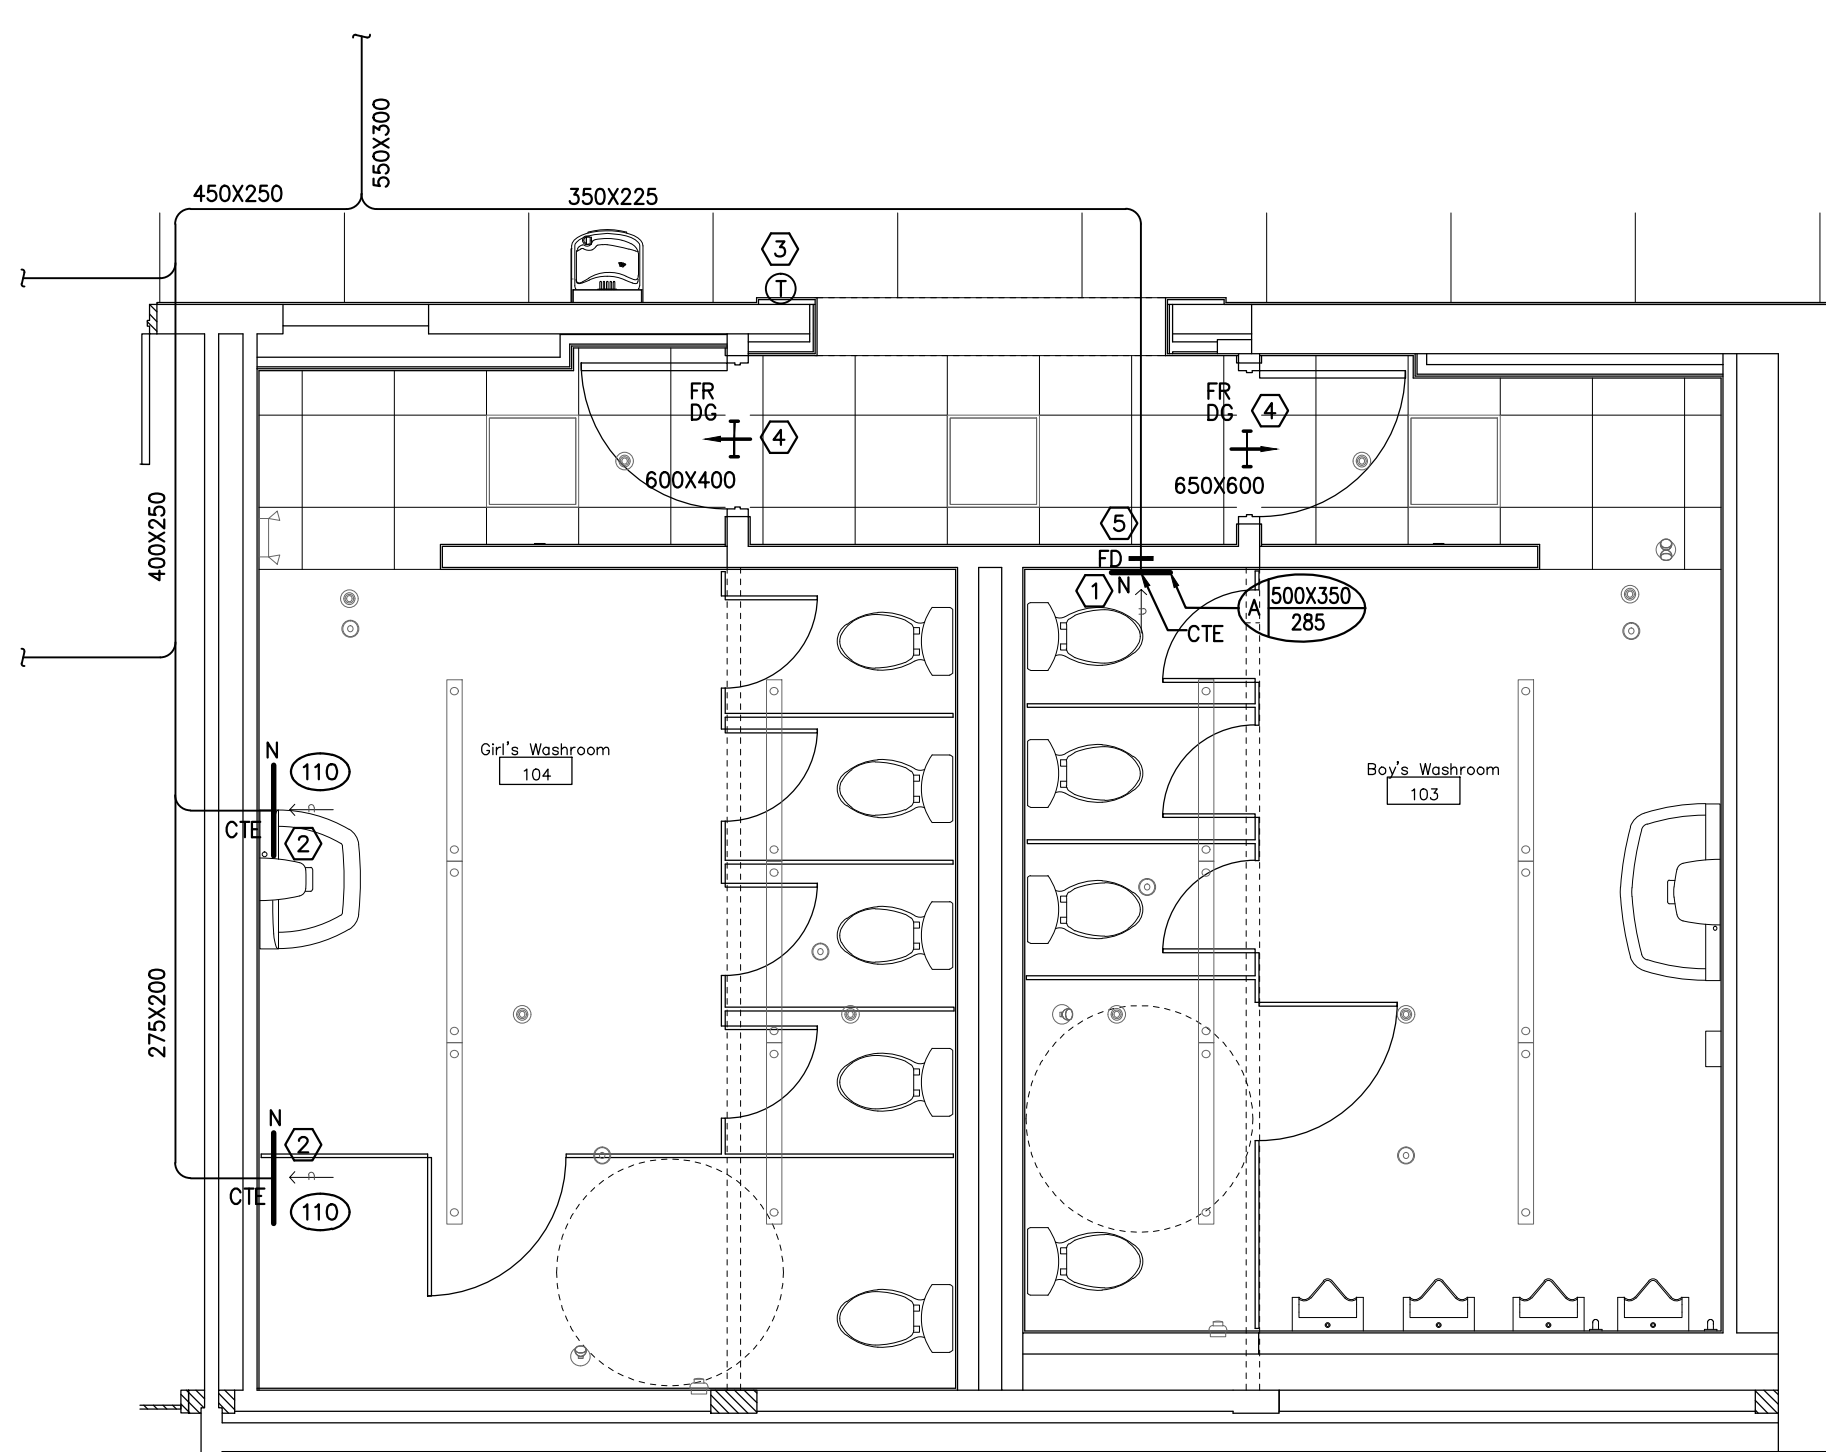 550X300
450X250
350X225
3
T
FR
DG
4
600X400
FR
DG
4
650X600
400X250
5
FD
1
N
A
500X350
285
CTE
Girl's Washroom
104
Boy's Washroom
103
N
110
CTE
2
275X200
N
2
CTE
110